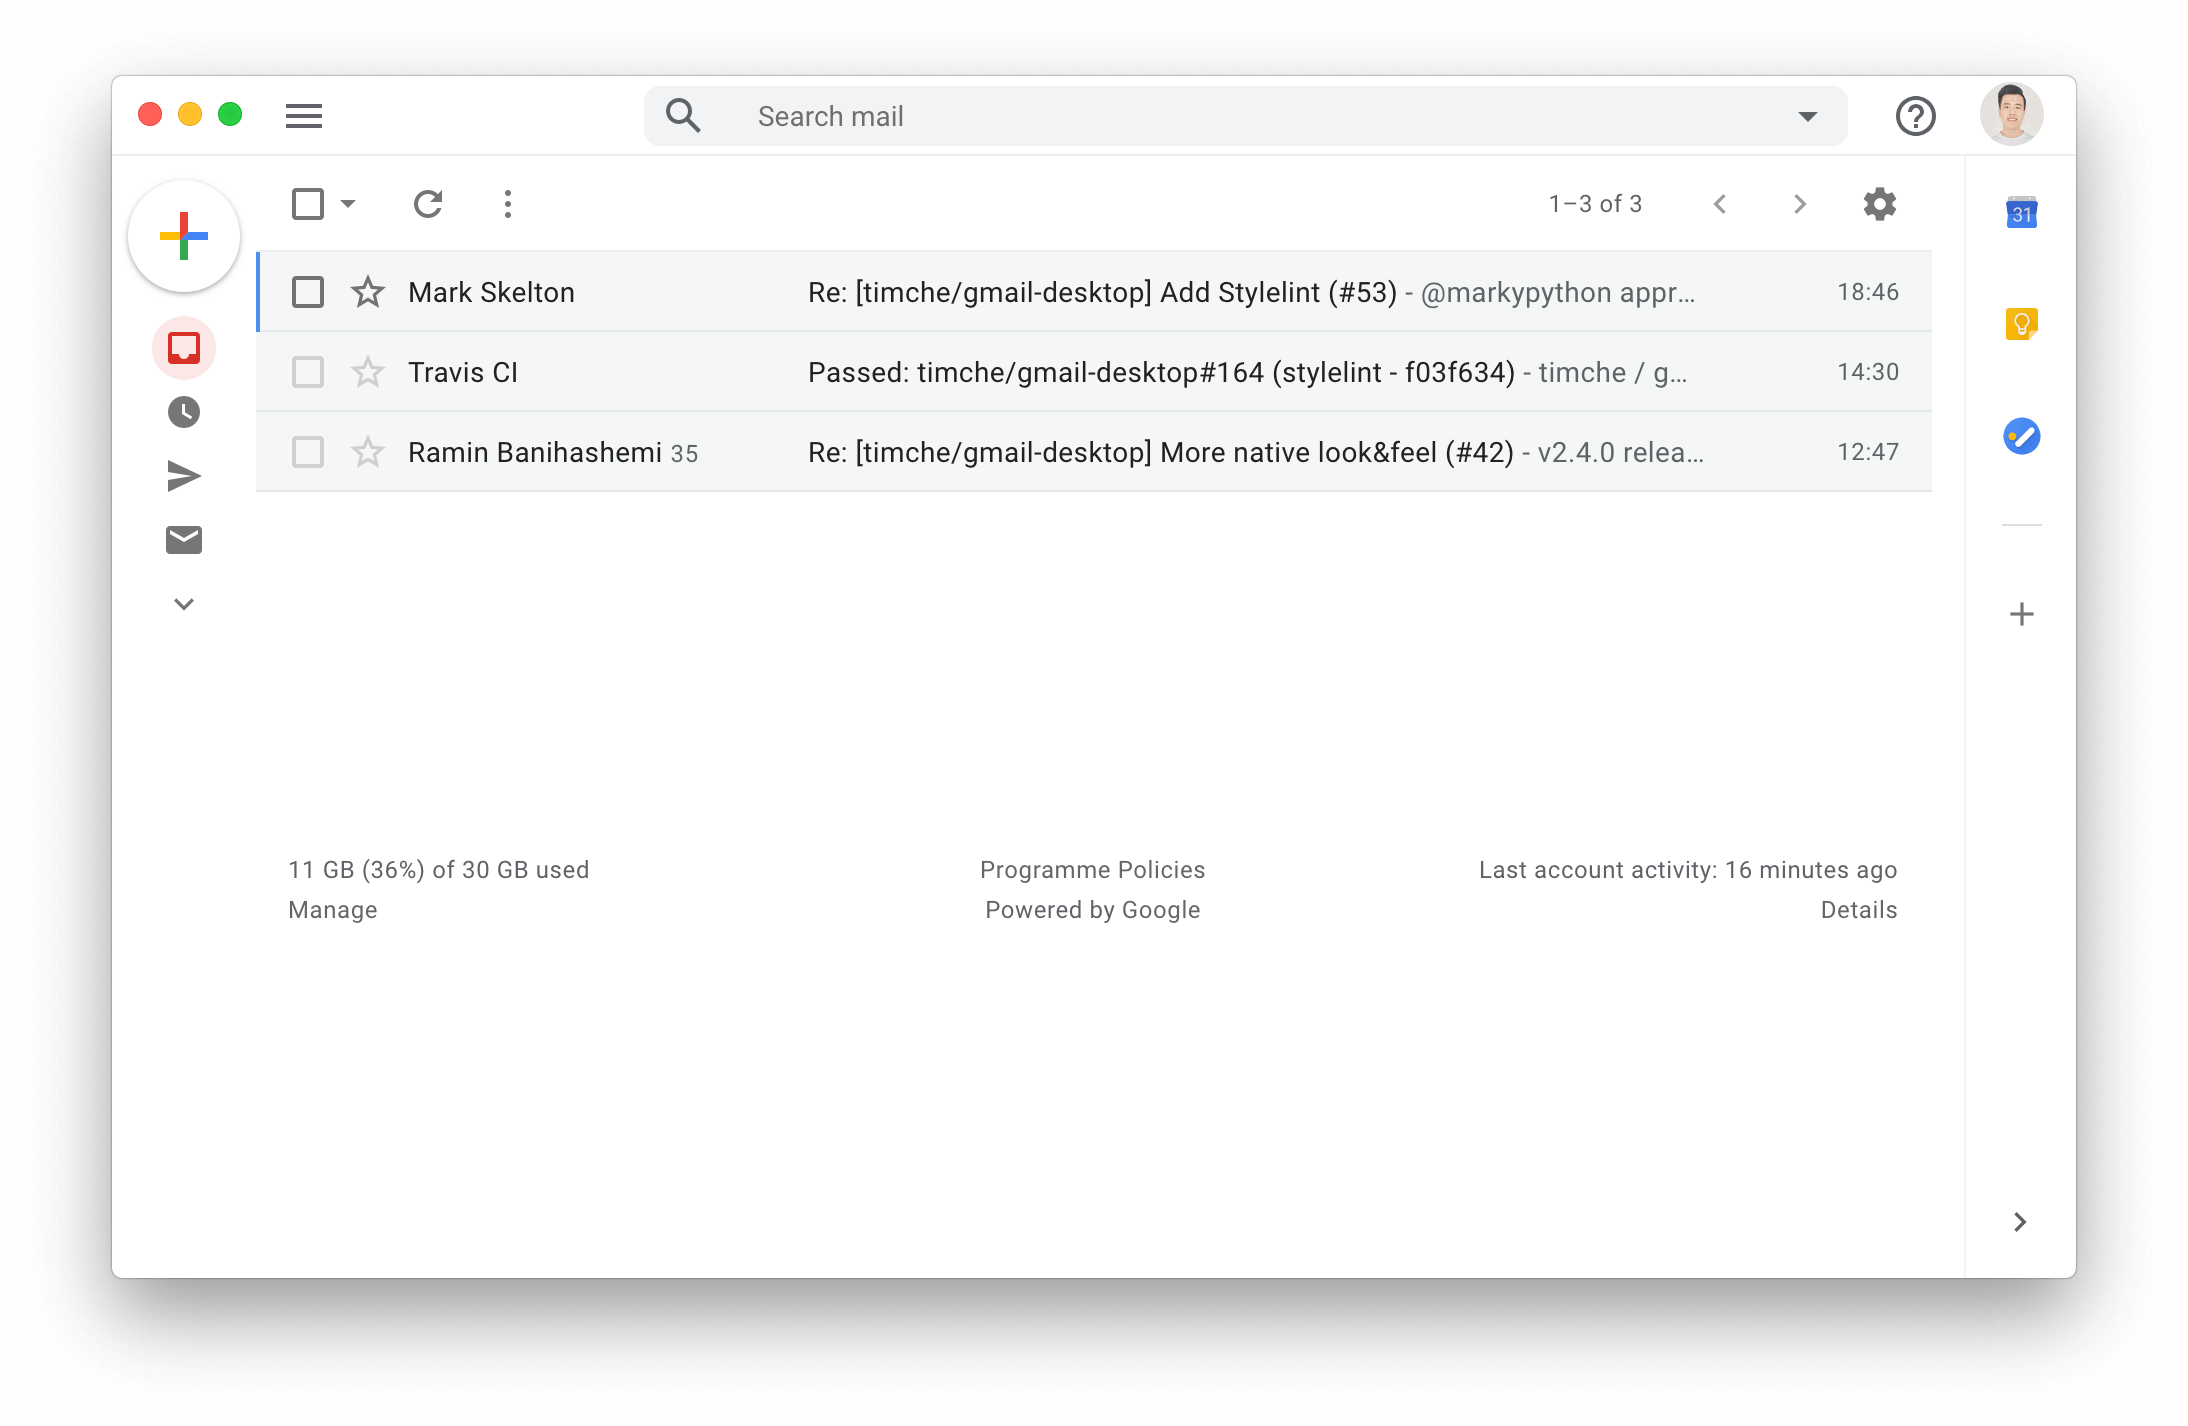 Search mail
1–3 of 3
31
Mark Skelton Re: [timche/gmail-desktop] Add Stylelint (#53) - @markypython appr... 18:46
Travis CI Passed: timche/gmail-desktop#164 (stylelint - f03f634) - timche / g... 14:30
Ramin Banihashemi 35 Re: [timche/gmail-desktop] More native look&feel (#42) - v2.4.0 relea... 12:47
11 GB (36%) of 30 GB used Programme Policies Last account activity: 16 minutes ago
Manage Powered by Google Details